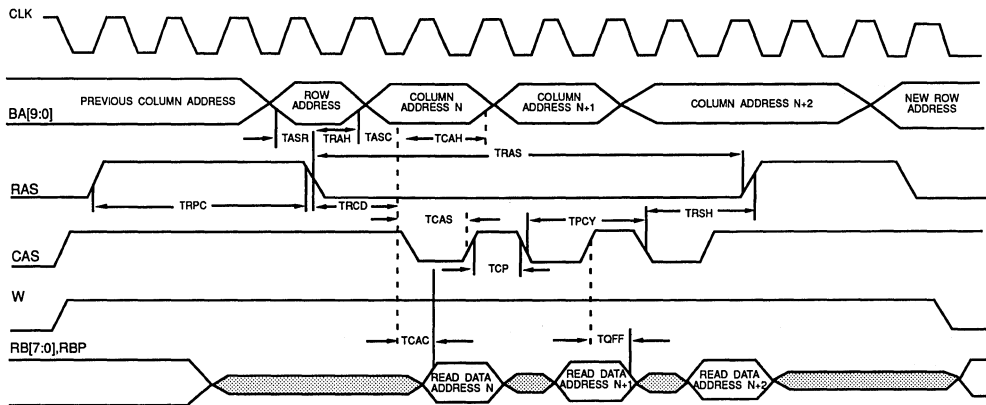 CLK
BA[9:0]
PREVIOUS COLUMN ADDRESS
ROW
ADDRESS
COLUMN
ADDRESS N
COLUMN
ADDRESS N+1
COLUMN ADDRESS N+2
NEW ROW
ADDRESS
TASR
TRAH
TASC
TCAH
TRAS
RAS
TRPC
TRCD
TCAS
TPCY
TRSH
CAS
TCP
W
TCAC
TQFF
RB[7:0],RBP
READ DATA
ADDRESS N
READ DATA
ADDRESS N+1
READ DATA
ADDRESS N+2